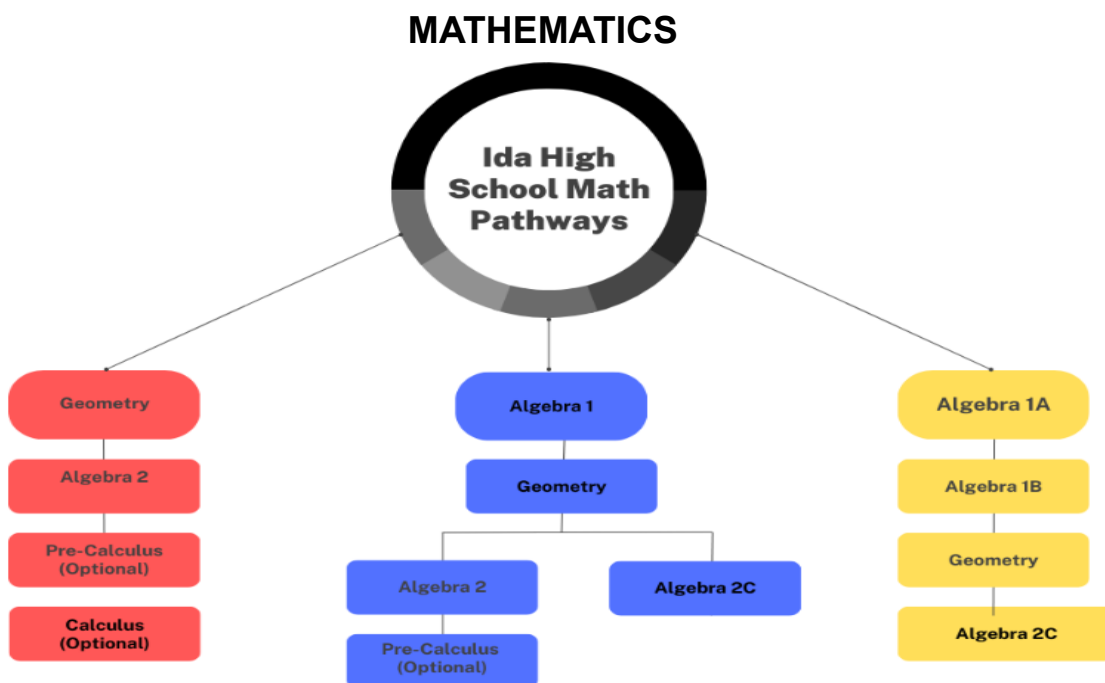 MATHEMATICS
Ida High
School Math
Pathways
Geometry
Algebra 2
Pre-Calculus
(Optional)
Calculus
(Optional)
Algebra 1
Geometry
Algebra 2
Pre-Calculus
(Optional)
Algebra 2C
Algebra 1A
Algebra 1B
Geometry
Algebra 2C